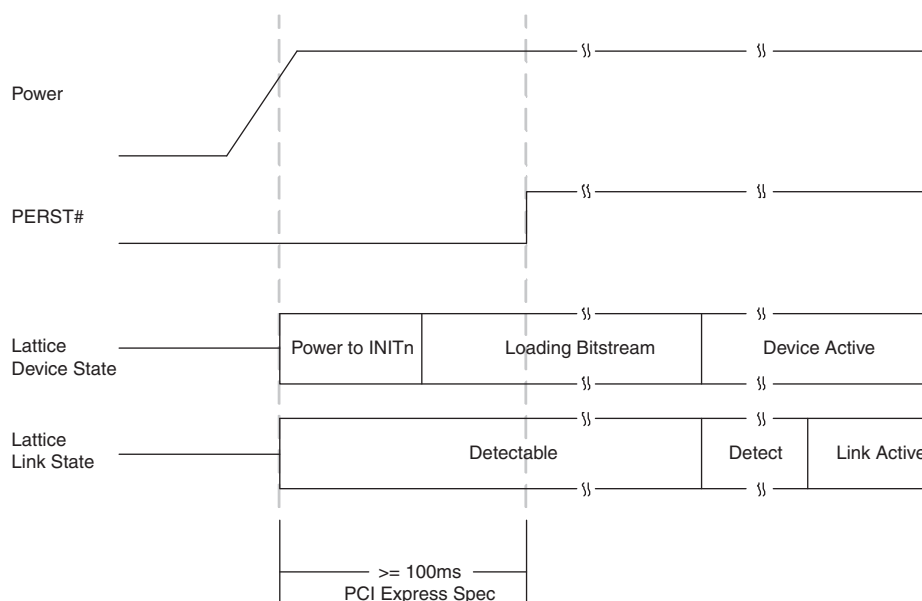 Power
PERST#
Lattice
Device State
Power to INITn
Loading Bitstream
Device Active
Lattice
Link State
Detectable
Detect
Link Active
>= 100ms
PCI Express Spec